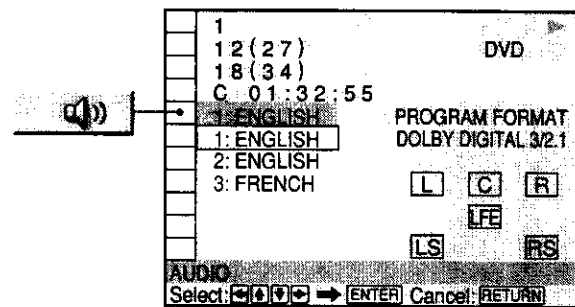 1
12(27)
18(34)
C 01:32:55
DVD
1: ENGLISH
1: ENGLISH
2: ENGLISH
3: FRENCH
PROGRAM FORMAT
DOLBY DIGITAL 3/2.1
L C R
LFE
LS RS
AUDIO
Select: ENTER Cancel: RETURN